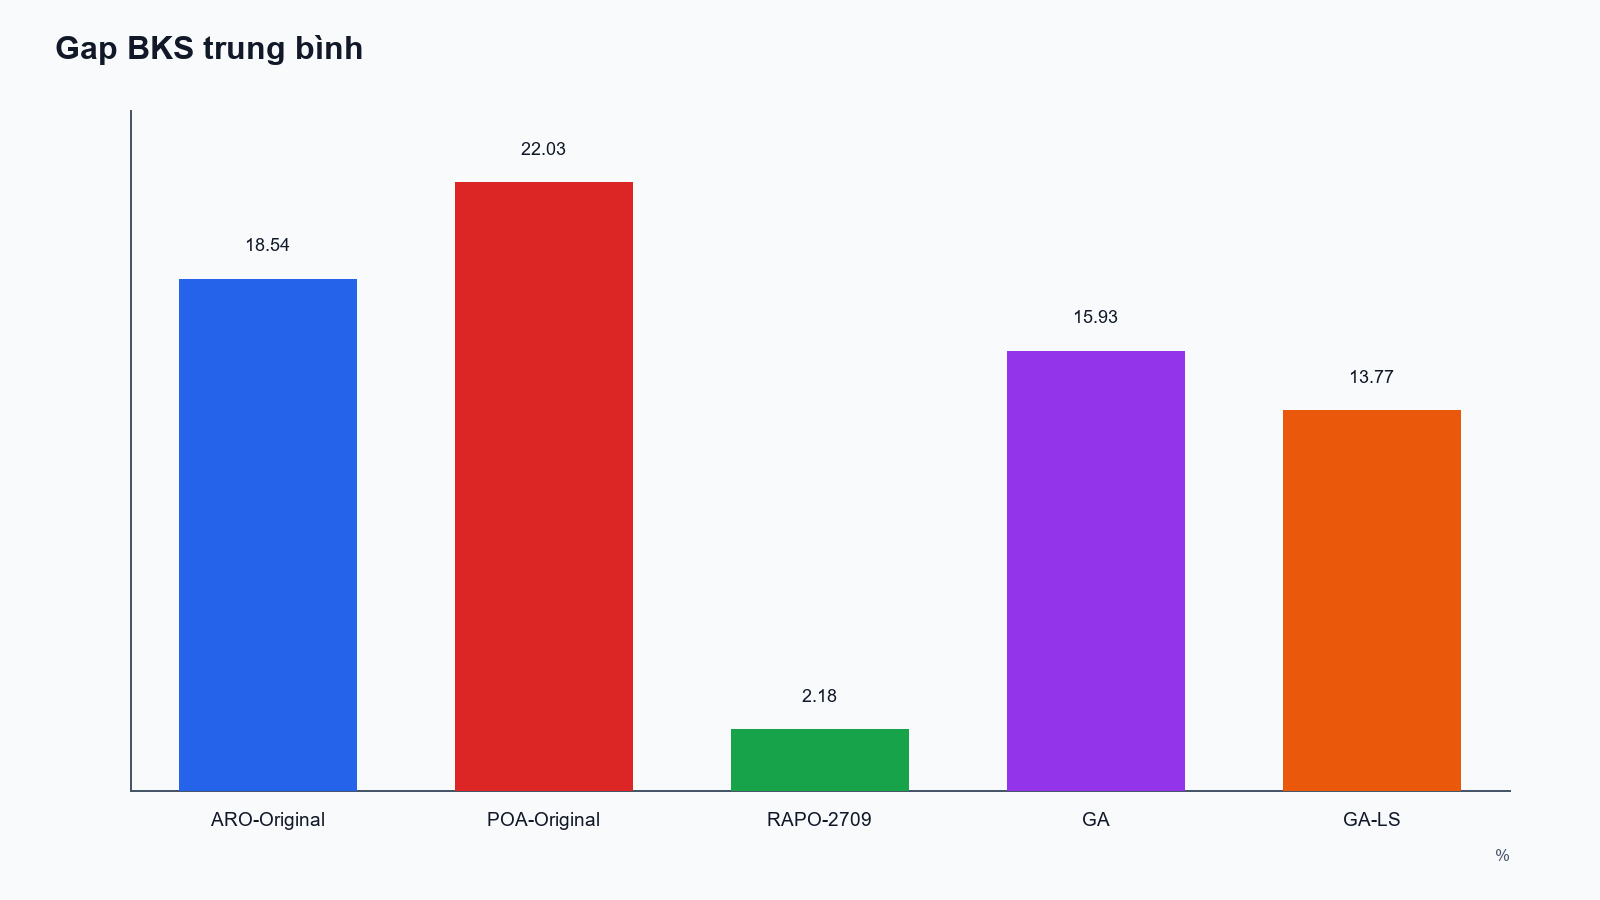 Gap BKS trung bình
22.03
18.54
15.93
13.77
2.18
ARO-Original
POA-Original
RAPO-2709
GA
GA-LS
%